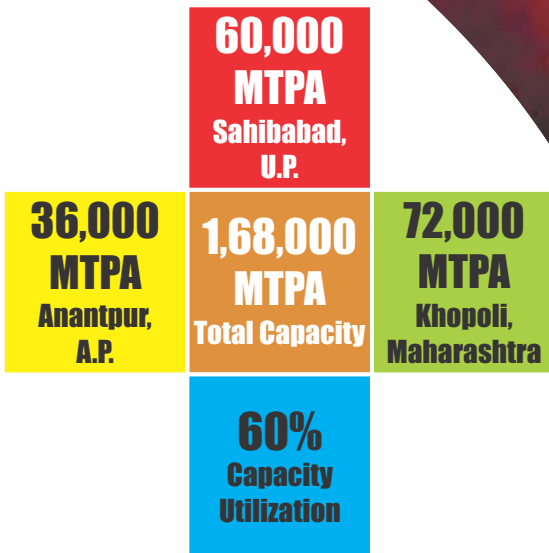 60,000
MTPA
Sahibabad,
U.P.
36,000
MTPA
Anantpur,
A.P.
1,68,000
MTPA
Total Capacity
72,000
MTPA
Khopoli,
Maharashtra
60%
Capacity
Utilization